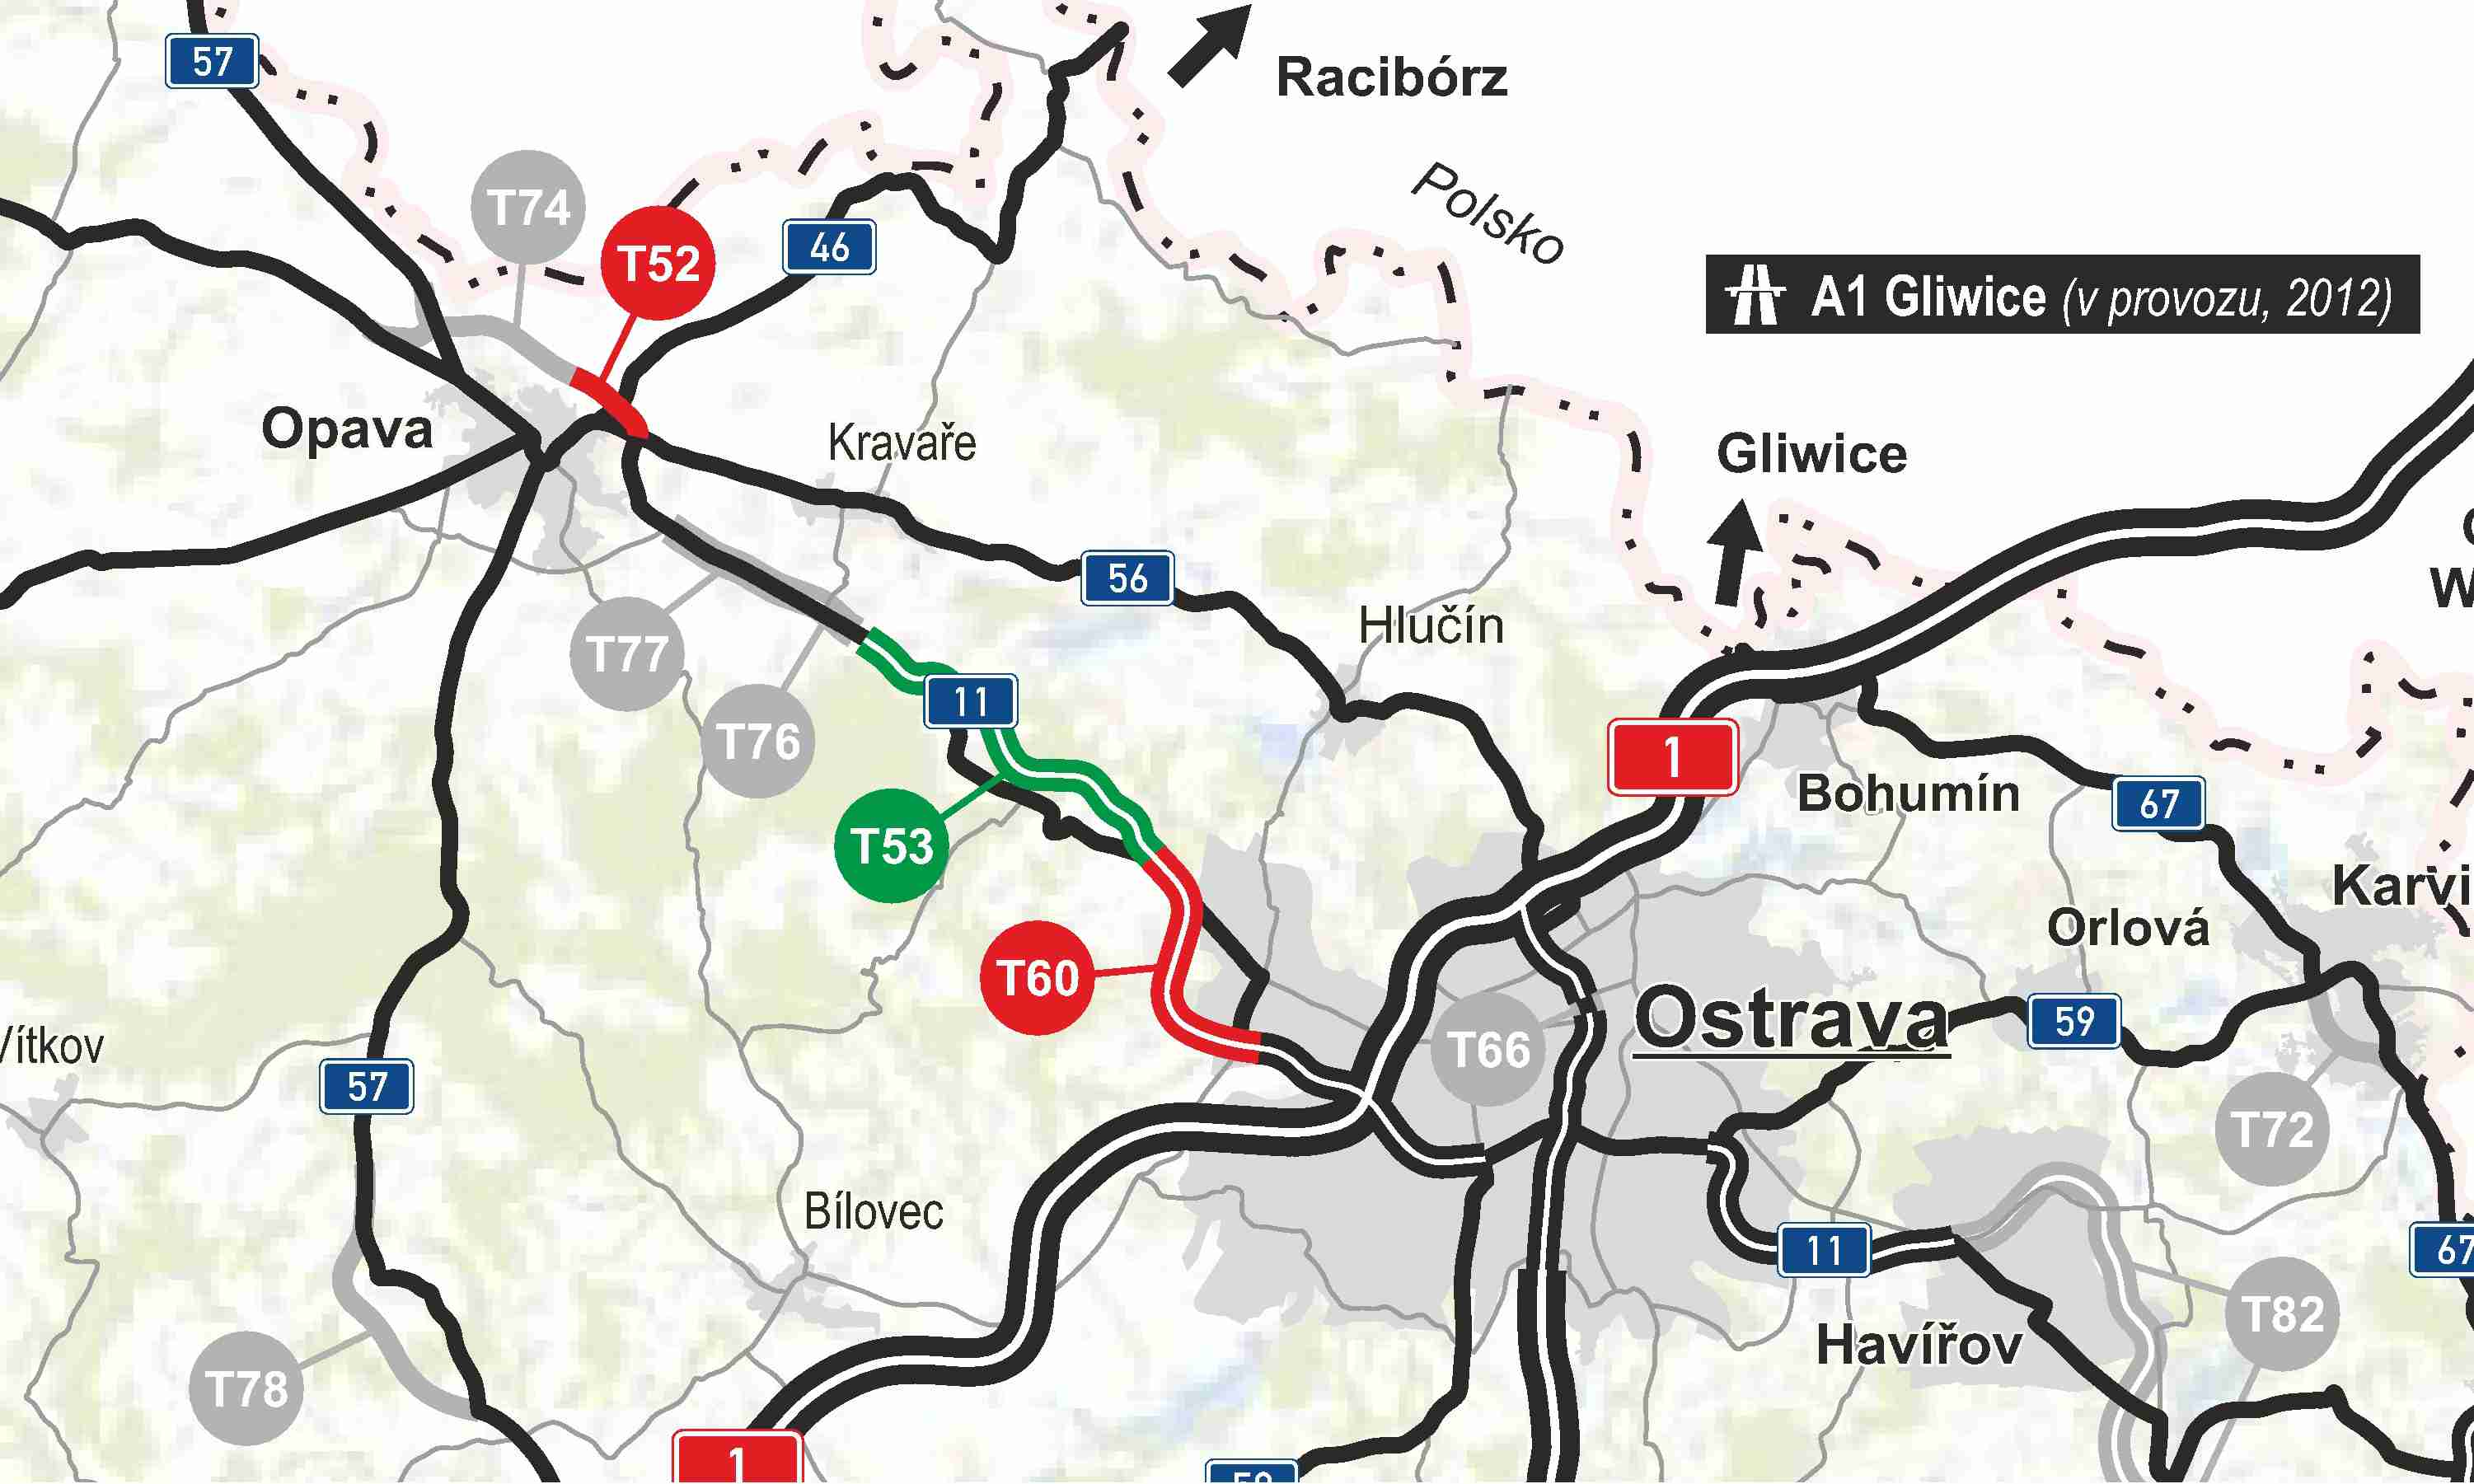 57
Racibórz
Polsko
T74
T52
46
A1 Gliwice (v provozu, 2012)
Opava
Kravaře
Gliwice
56
Hlučín
T77
11
T76
1
Bohumín
67
T53
Karvi
Orlová
T60
Ostrava
59
T66
Vítkov
57
T72
Bílovec
11
67
T82
Havířov
T78
1